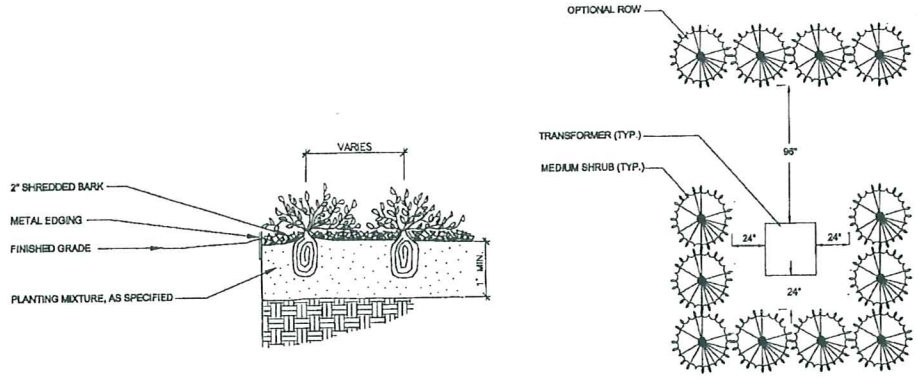 VARIES
2" SHREDDED BARK
METAL EDGING
FINISHED GRADE
PLANTING MIXTURE, AS SPECIFIED
1" MIN.
OPTIONAL ROW
96"
TRANSFORMER (TYP.)
MEDIUM SHRUB (TYP.)
24"
24"
24"